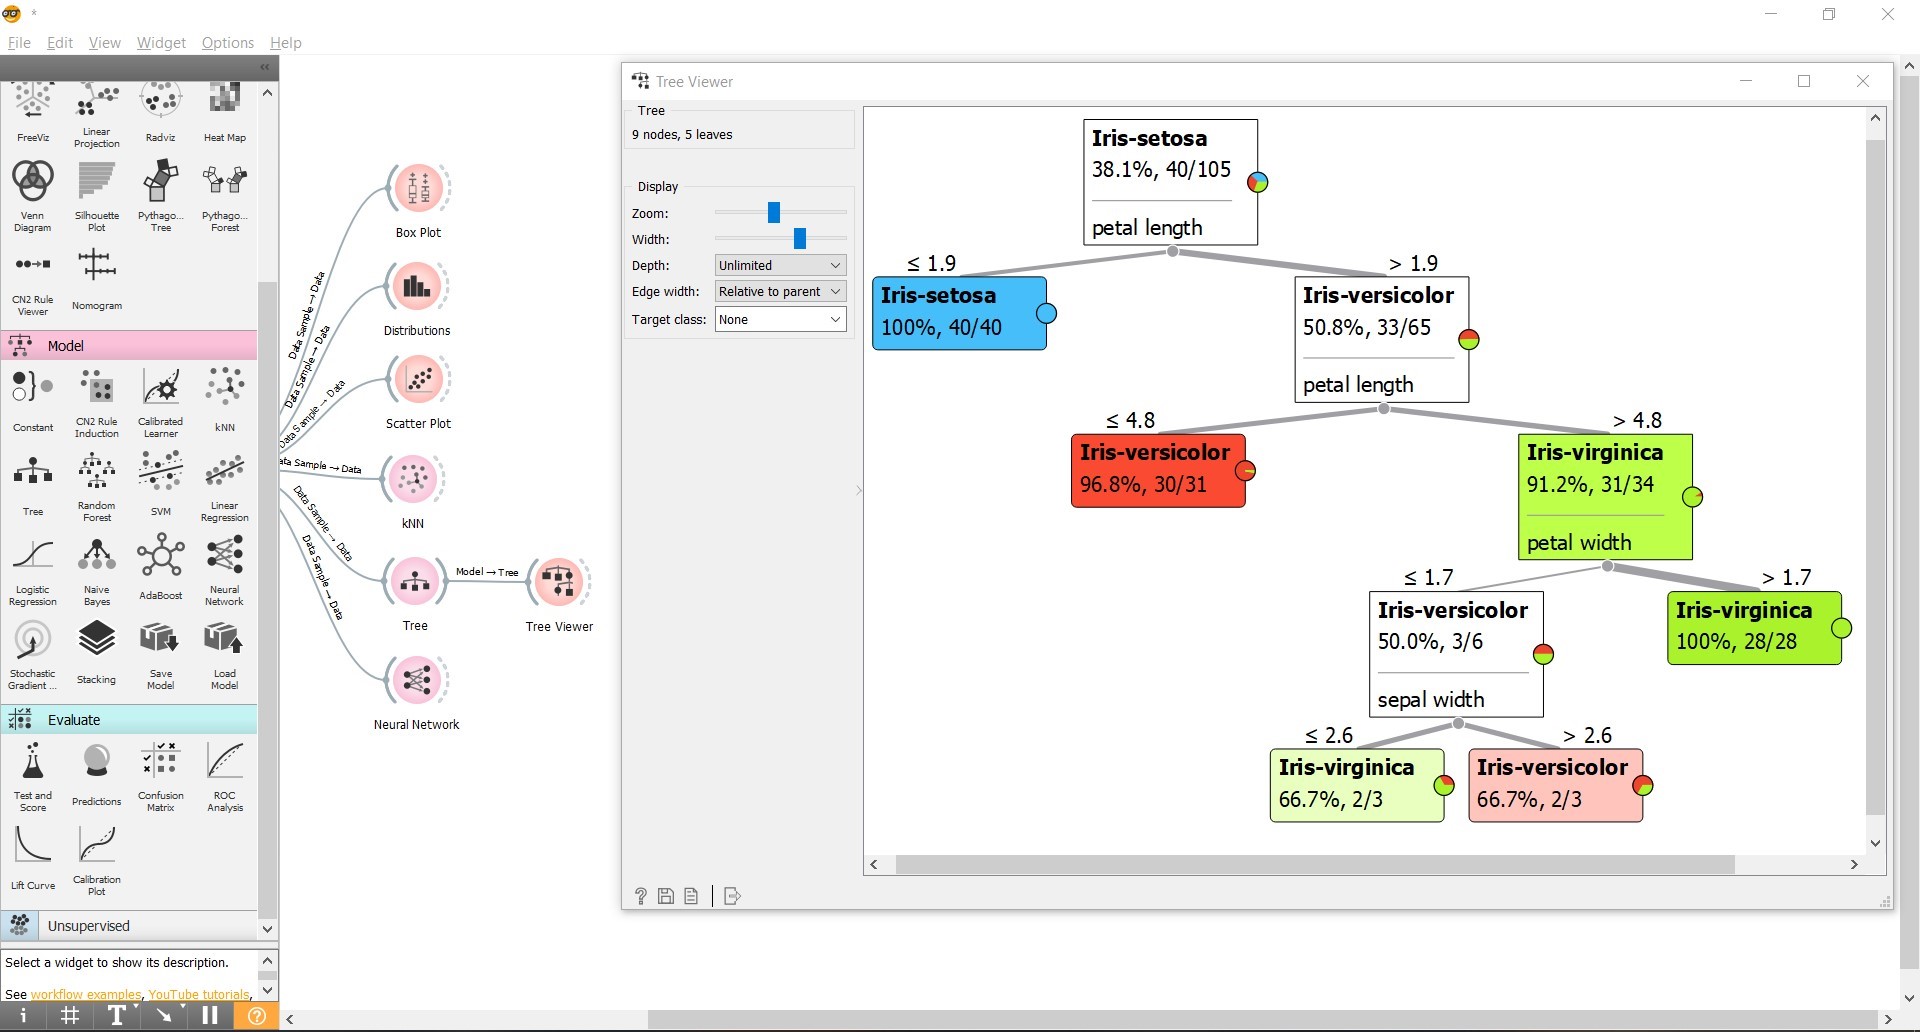 *
File Edit View Widget Options Help
FreeViz
Linear
Projection
Radviz
Heat Map
Venn
Diagram
Silhouette
Plot
Pythago...
Tree
Pythago...
Forest
CN2 Rule
Viewer
Nomogram
Model
Constant
CN2 Rule
Induction
Calibrated
Learner
kNN
Tree
Random
Forest
SVM
Linear
Regression
Logistic
Regression
Naive
Bayes
AdaBoost
Neural
Network
Stochastic
Gradient ...
Stacking
Save
Model
Load
Model
Evaluate
Test and
Score
Predictions
Confusion
Matrix
ROC
Analysis
Lift Curve
Calibration
Plot
Unsupervised
Select a widget to show its description.
See workflow examples, YouTube tutorials,
Data Sample → Data
Box Plot
Data Sample → Data
Distributions
Data Sample → Data
Scatter Plot
ata Sample → Data
kNN
Data Sample → Data
Tree
Model → Tree
Tree Viewer
Data Sample → Data
Neural Network
Tree Viewer
Tree
9 nodes, 5 leaves
Display
Zoom:
Width:
Depth: Unlimited
Edge width: Relative to parent
Target class: None
Iris-setosa
38.1%, 40/105
petal length
≤ 1.9
> 1.9
Iris-setosa
100%, 40/40
Iris-versicolor
50.8%, 33/65
petal length
≤ 4.8
> 4.8
Iris-versicolor
96.8%, 30/31
Iris-virginica
91.2%, 31/34
petal width
≤ 1.7
> 1.7
Iris-versicolor
50.0%, 3/6
sepal width
Iris-virginica
100%, 28/28
≤ 2.6
> 2.6
Iris-virginica
66.7%, 2/3
Iris-versicolor
66.7%, 2/3